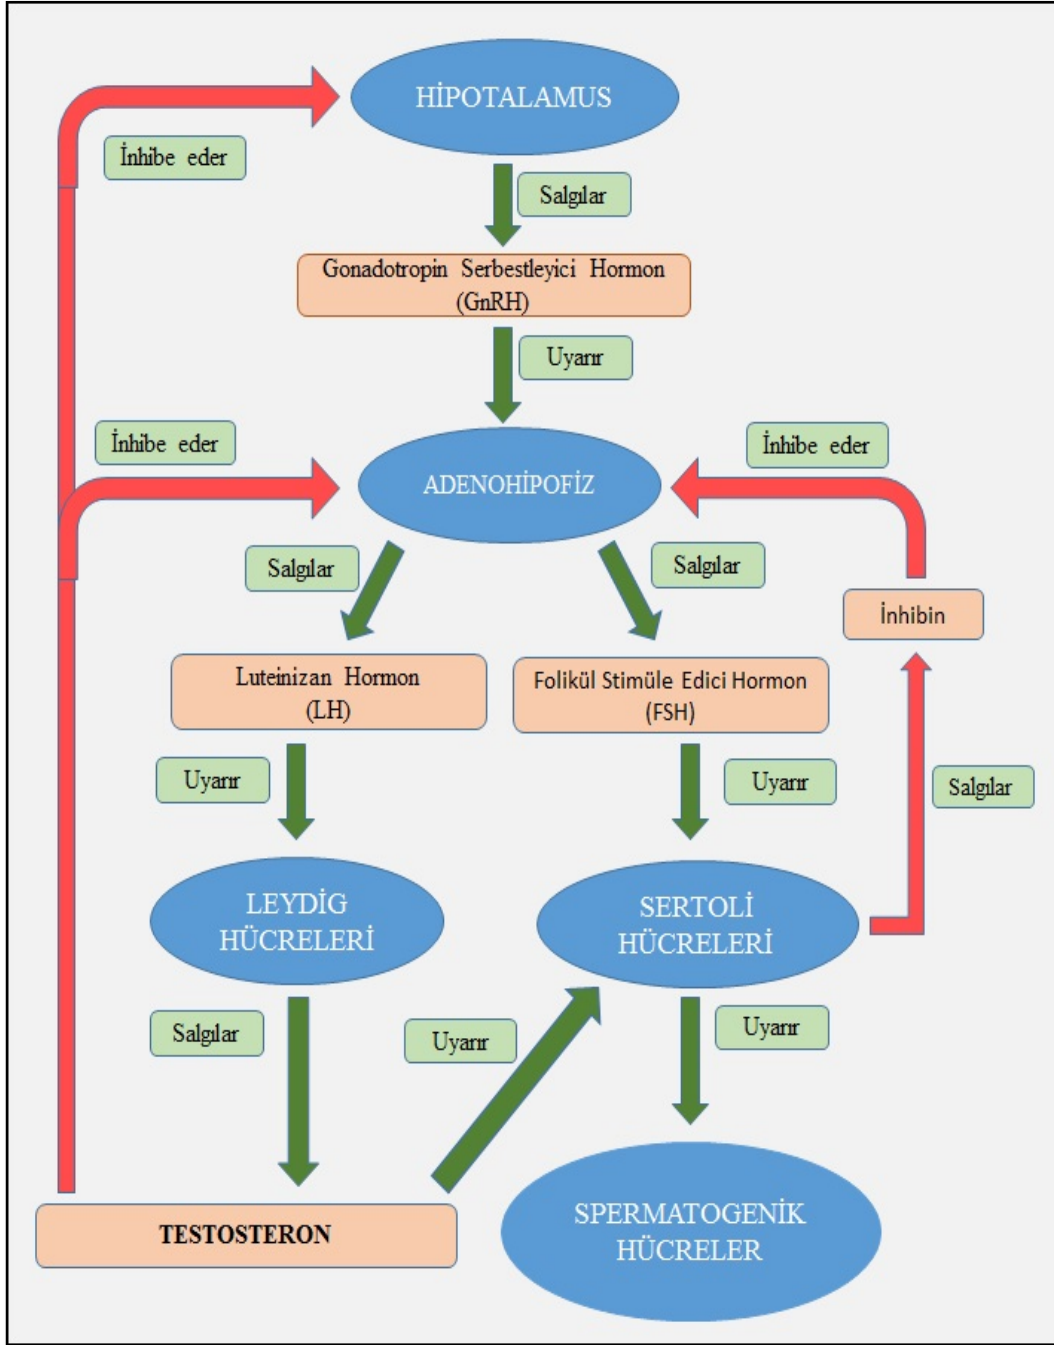 HİPOTALAMUS
İnhibe eder
Salgılar
Gonadotropin Serbestleyici Hormon
(GnRH)
Uyarır
İnhibe eder
İnhibe eder
ADENOHİPOFİZ
Salgılar
Salgılar
İnhibin
Luteinizan Hormon
(LH)
Folikül Stimüle Edici Hormon
(FSH)
Uyarır
Uyarır
Salgılar
LEYDİG
HÜCRELERİ
SERTOLİ
HÜCRELERİ
Salgılar
Uyarır
Uyarır
TESTOSTERON
SPERMATOGENİK
HÜCRELER